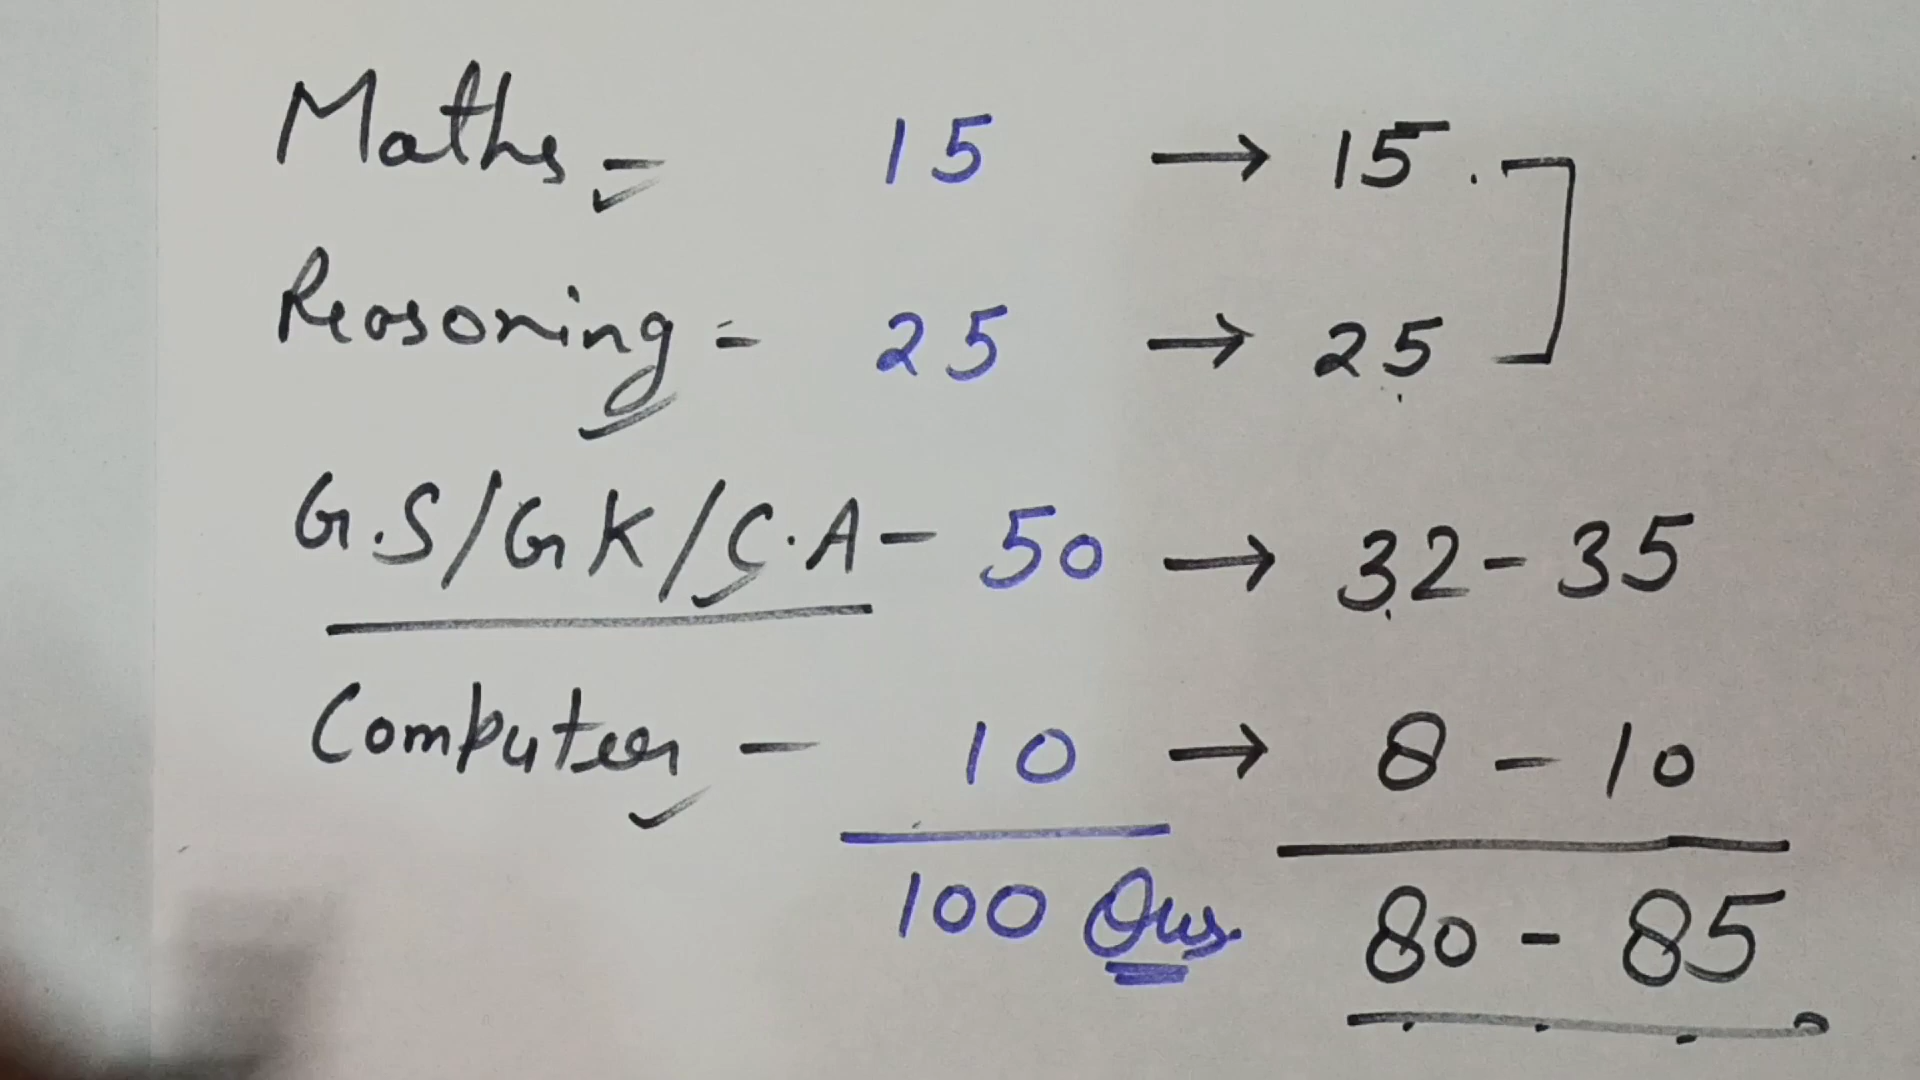 Maths = 15 → 15
Reasoning = 25 → 25
G.S/GK/C.A - 50 → 32 - 35
Computer - 10 → 8 - 10
100 Qus. 80 - 85